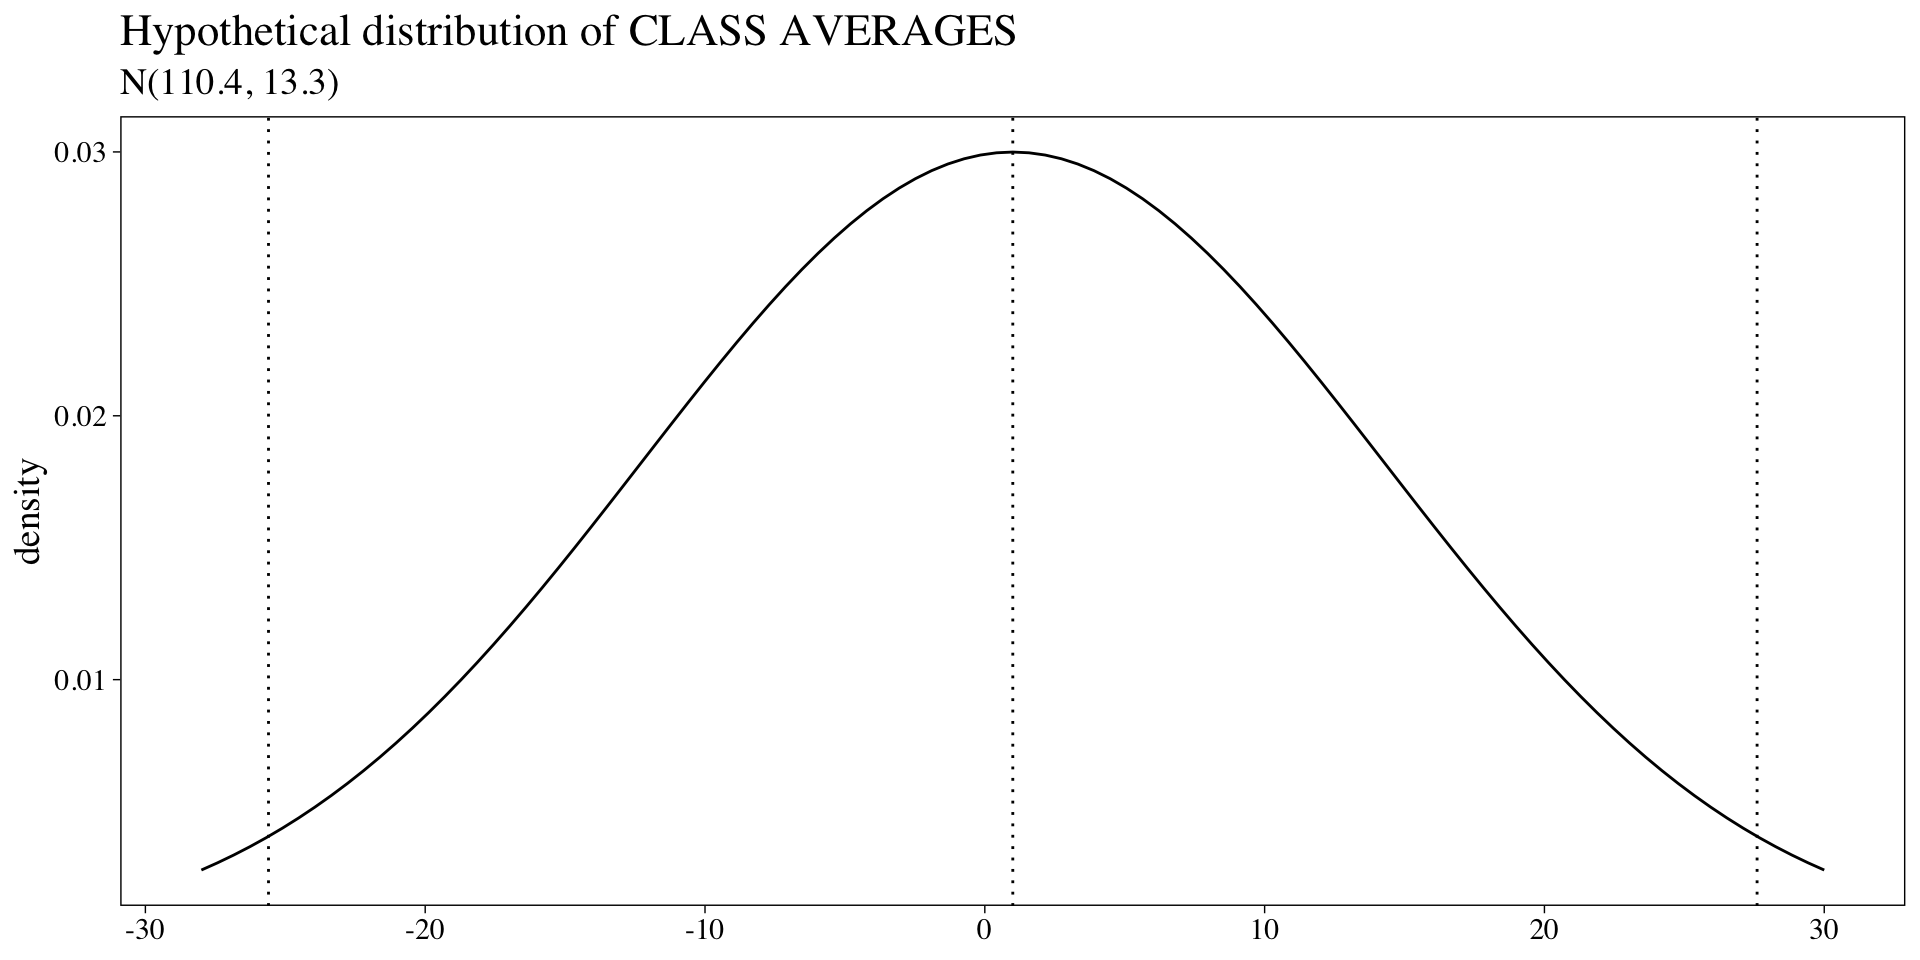 Hypothetical distribution of CLASS AVERAGES
N(110.4, 13.3)
0.03
0.02
0.01
density
-30 -20 -10 0 10 20 30